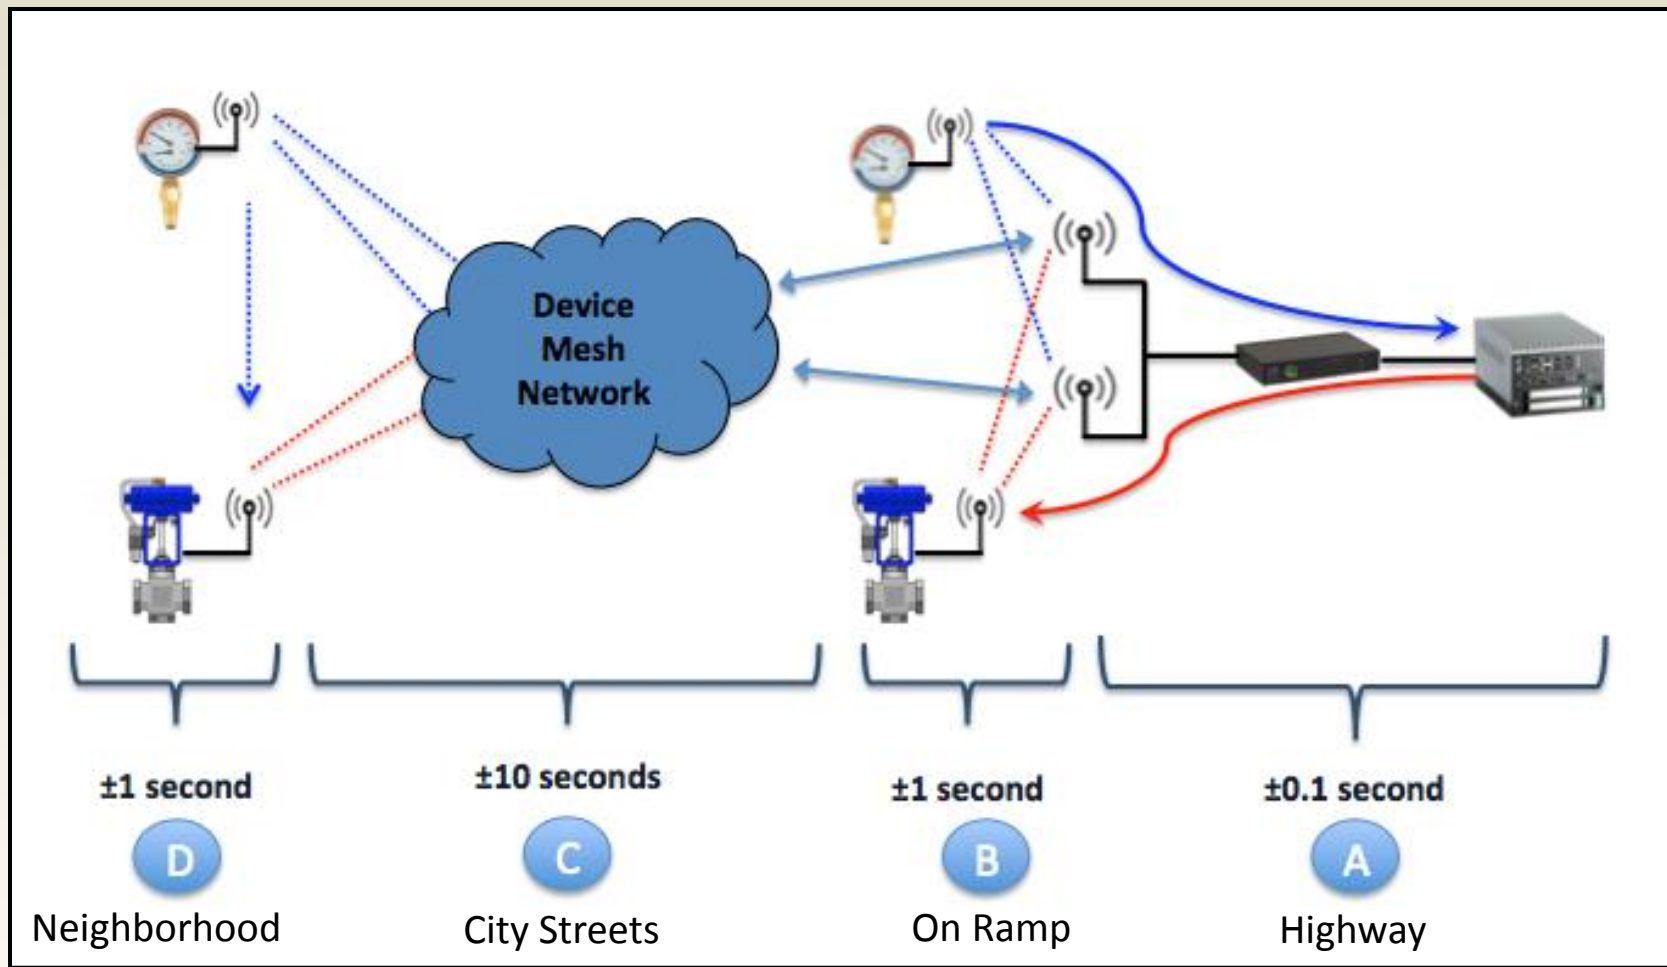 Device
Mesh
Network
±1 second
±10 seconds
±1 second
±0.1 second
D
C
B
A
Neighborhood
City Streets
On Ramp
Highway